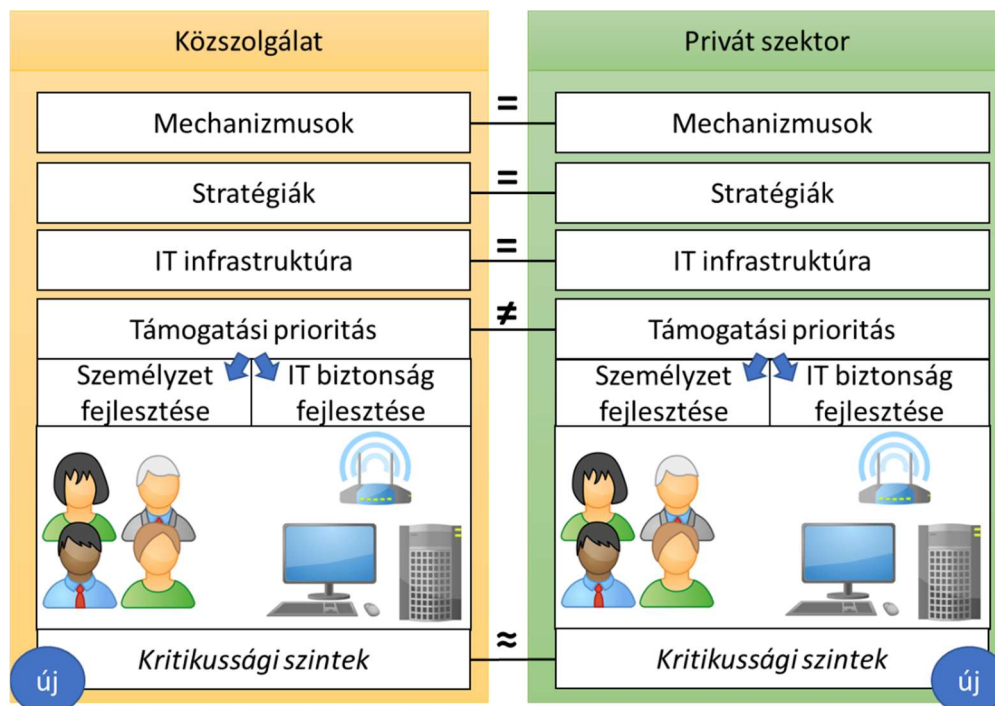 Közszolgálat
Privát szektor
Mechanizmusok
=
Mechanizmusok
Stratégiák
=
Stratégiák
IT infrastruktúra
=
IT infrastruktúra
Támogatási prioritás
≠
Támogatási prioritás
Személyzet
fejlesztése
IT biztonság
fejlesztése
Személyzet
fejlesztése
IT biztonság
fejlesztése
Kritikussági szintek
≈
Kritikussági szintek
új
új